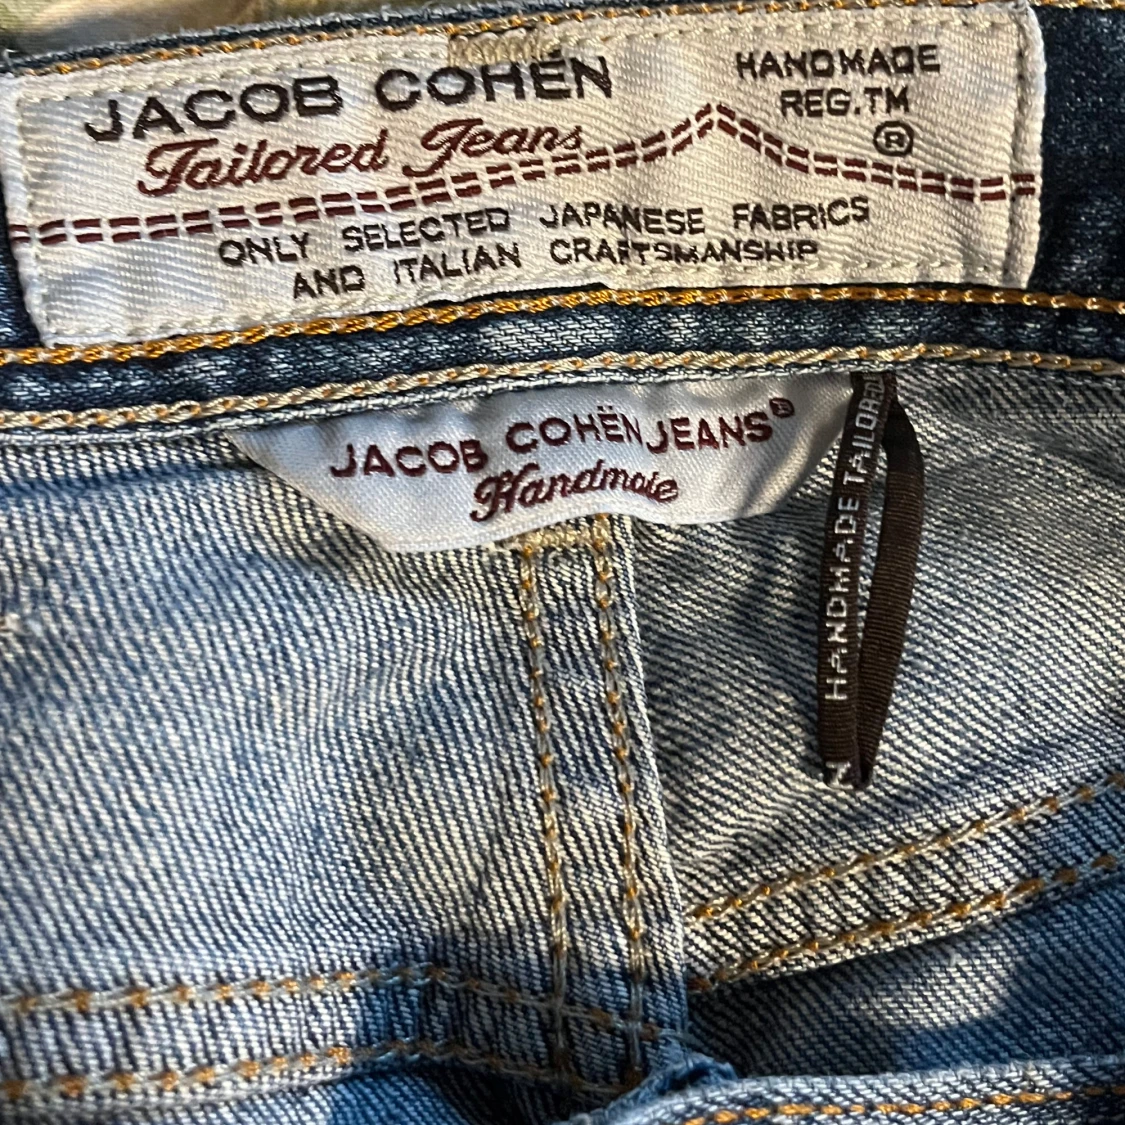 JACOB COHËN
Tailored Jeans
HANDMADE
REG.TM
®
ONLY SELECTED JAPANESE FABRICS
AND ITALIAN CRAFTSMANSHIP
JACOB COHËN JEANS®
Handmade
HANDMADE TAILORED
N